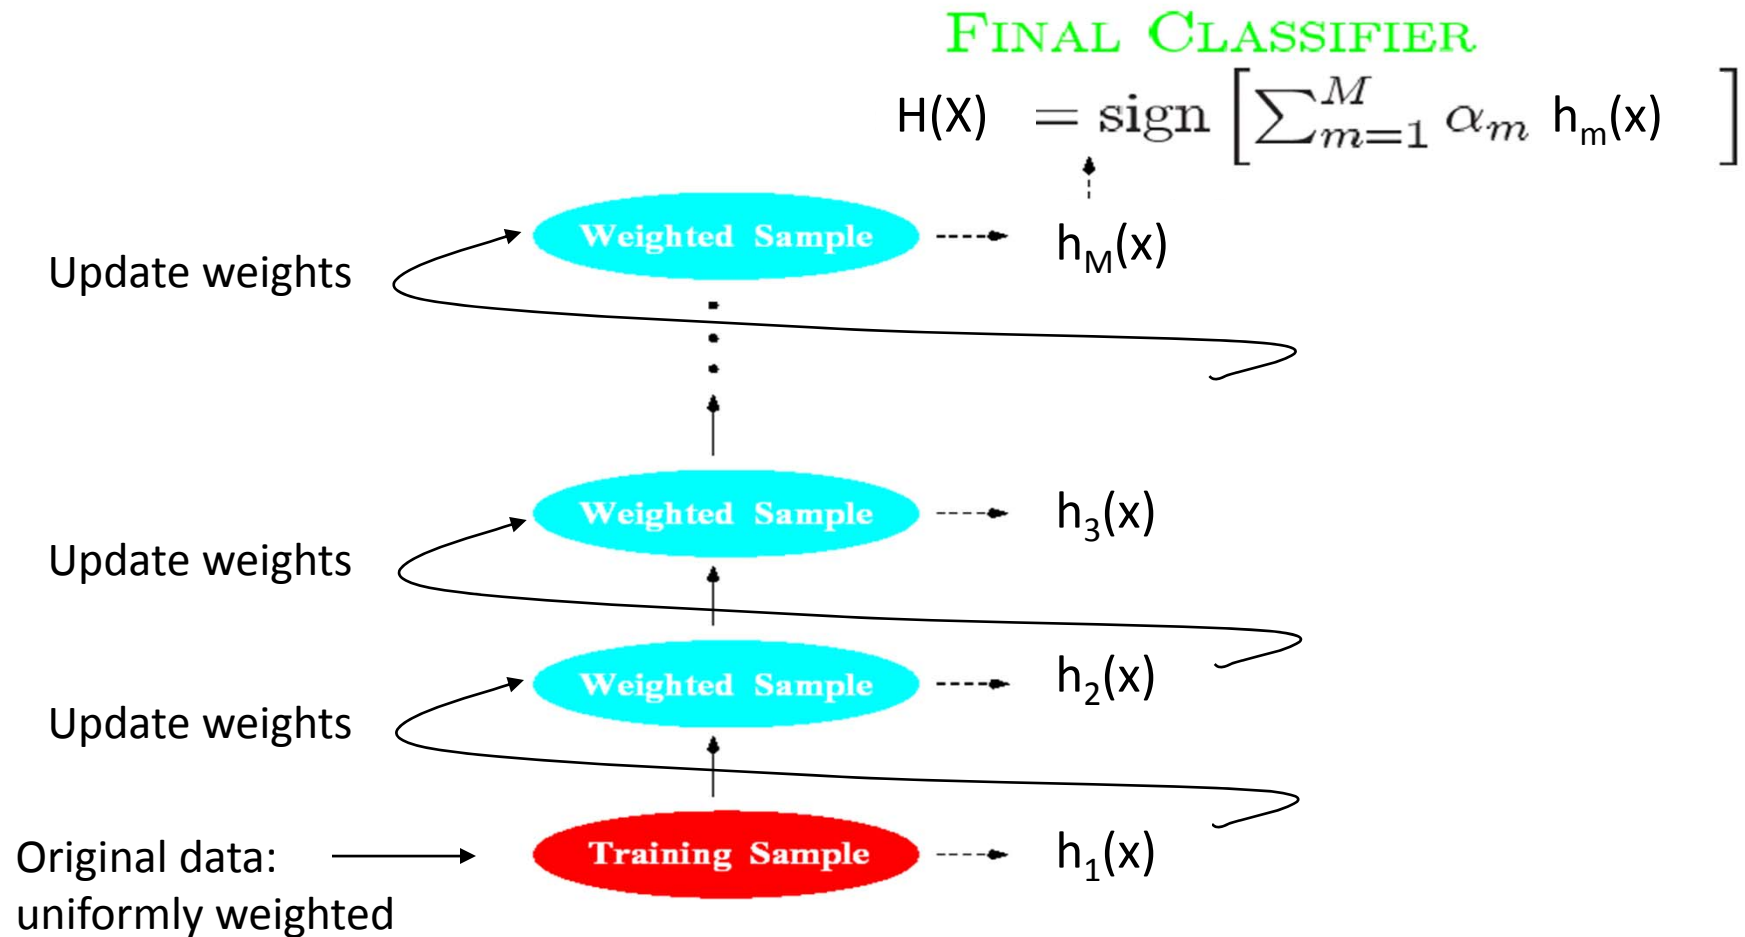 FINAL CLASSIFIER
H(X) = sign [∑_{m=1}^{M} α_m h_m(x) ]
Weighted Sample
h_M(x)
Update weights
Weighted Sample
h_3(x)
Update weights
Weighted Sample
h_2(x)
Update weights
Original data:
uniformly weighted
Training Sample
h_1(x)